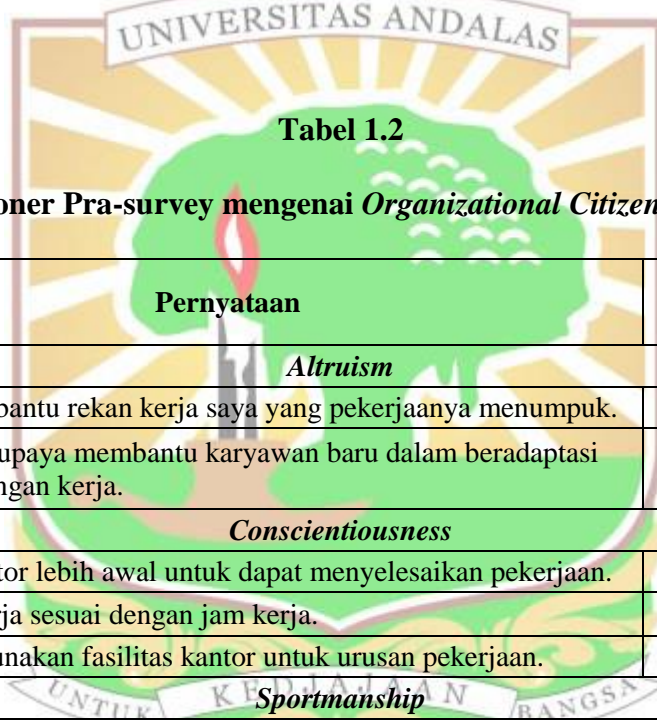 UNIVERSITAS ANDALAS
Tabel 1.2
oner Pra-survey mengenai Organizational Citizen
Pernyataan
Altruism
bantu rekan kerja saya yang pekerjaanya menumpuk.
upaya membantu karyawan baru dalam beradaptasi
ngan kerja.
Conscientiousness
tor lebih awal untuk dapat menyelesaikan pekerjaan.
rja sesuai dengan jam kerja.
unakan fasilitas kantor untuk urusan pekerjaan.
UNTUK KEDJAJAAN BANGSA
Sportmanship